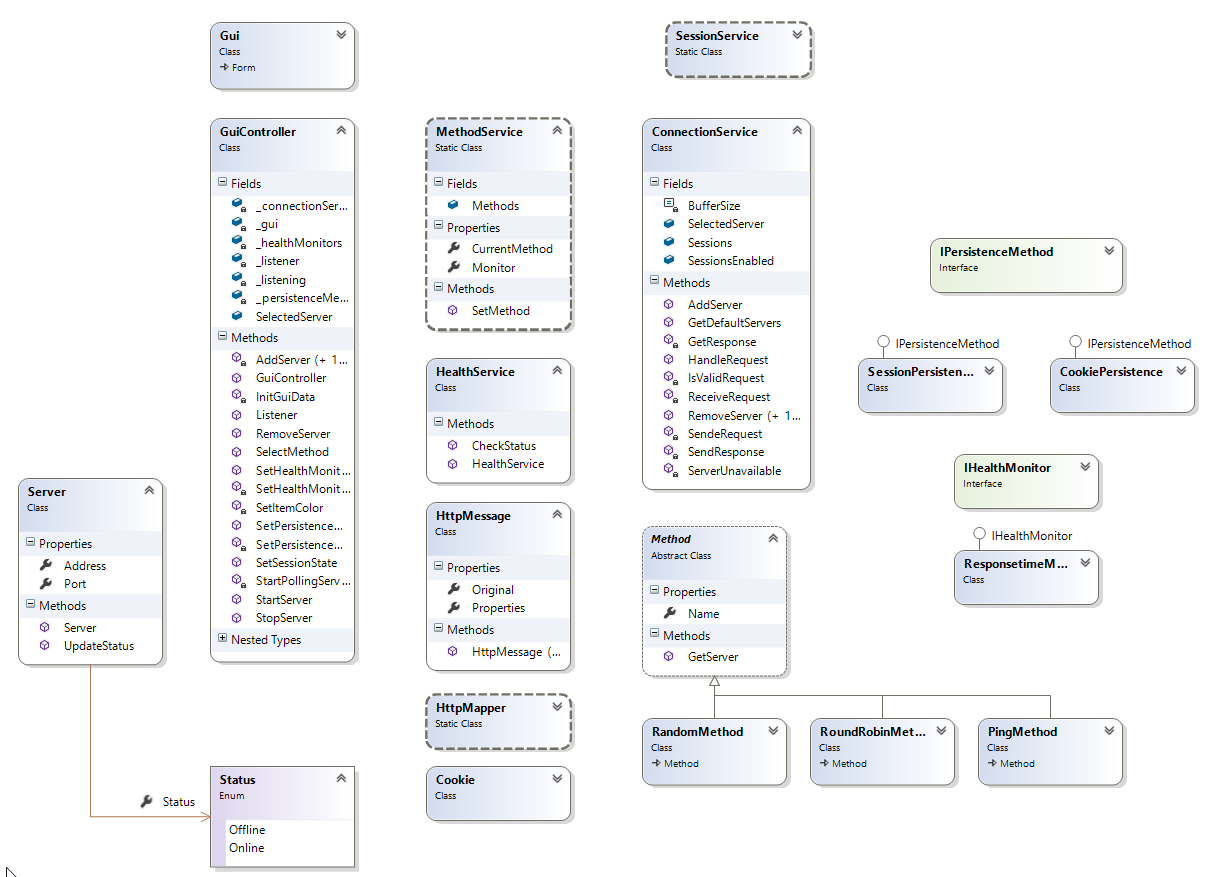 Gui
Class
Form
SessionService
Static Class
GuiController
Class
Fields
_connectionSer...
_gui
_healthMonitors
_listener
_listening
_persistenceMe...
SelectedServer
Methods
AddServer (+ 1...
GuiController
InitGuiData
Listener
RemoveServer
SelectMethod
SetHealthMonit...
SetHealthMonit...
SetItemColor
SetPersistence...
SetPersistence...
SetSessionState
StartPollingServ...
StartServer
StopServer
Nested Types
MethodService
Static Class
Fields
Methods
Properties
CurrentMethod
Monitor
Methods
SetMethod
ConnectionService
Class
Fields
BufferSize
SelectedServer
Sessions
SessionsEnabled
Methods
AddServer
GetDefaultServers
GetResponse
HandleRequest
IsValidRequest
ReceiveRequest
RemoveServer (+ 1...
SendeRequest
SendResponse
ServerUnavailable
IPersistenceMethod
Interface
IPersistenceMethod
SessionPersisten...
Class
IPersistenceMethod
CookiePersistence
Class
HealthService
Class
Methods
CheckStatus
HealthService
IHealthMonitor
Interface
IHealthMonitor
ResponsetimeM...
Class
Server
Class
Properties
Address
Port
Methods
Server
UpdateStatus
HttpMessage
Class
Properties
Original
Properties
Methods
HttpMessage (...
Method
Abstract Class
Properties
Name
Methods
GetServer
HttpMapper
Static Class
RandomMethod
Class
Method
RoundRobinMet...
Class
Method
PingMethod
Class
Method
Status
Status
Enum
Offline
Online
Cookie
Class